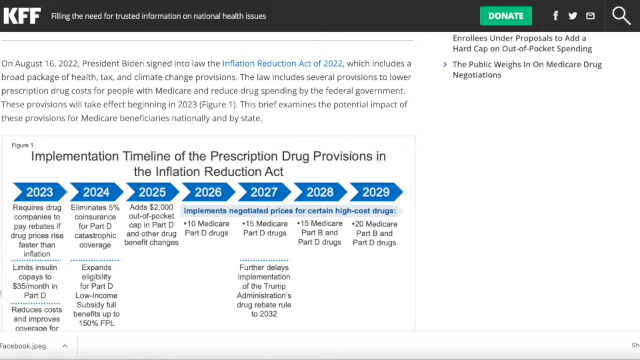 KFF Filling the need for trusted information on national health issues DONATE
Enrollees Under Proposals to Add a
Hard Cap on Out-of-Pocket Spending
The Public Weighs In On Medicare Drug
Negotiations
On August 16, 2022, President Biden signed into law the Inflation Reduction Act of 2022, which includes a
broad package of health, tax, and climate change provisions. The law includes several provisions to lower
prescription drug costs for people with Medicare and reduce drug spending by the federal government.
These provisions will take effect beginning in 2023 (Figure 1). This brief examines the potential impact of
these provisions for Medicare beneficiaries nationally and by state.
Figure 1
Implementation Timeline of the Prescription Drug Provisions in
the Inflation Reduction Act
2023 2024 2025 2026 2027 2028 2029
Requires drug
companies to
pay rebates if
drug prices rise
faster than
inflation
Limits insulin
copays to
$35/month in
Part D
Reduces costs
and improves
coverage for
Eliminates 5%
coinsurance
for Part D
catastrophic
coverage
Expands
eligibility
for Part D
Low-Income
Subsidy full
benefits up to
150% FPL
Adds $2,000
out-of-pocket
cap in Part D
and other drug
benefit changes
Implements negotiated prices for certain high-cost drugs:
•10 Medicare
Part D drugs
•15 Medicare
Part D drugs
•15 Medicare
Part B and
Part D drugs
•20 Medicare
Part B and
Part D drugs
Further delays
implementation
of the Trump
Administration's
drug rebate rule
to 2032
Facebook.jpeg
Sh